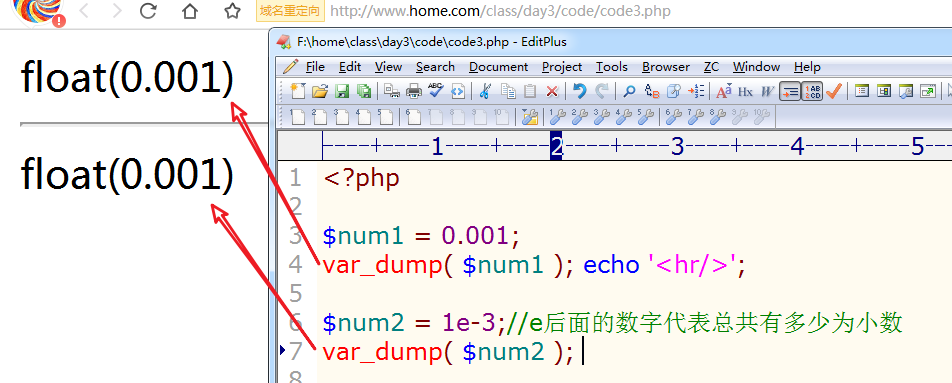 域名重定向 http://www.home.com/class/day3/code/code3.php
float(0.001)
float(0.001)
F:\home\class\day3\code\code3.php - EditPlus
File Edit View Search Document Project Tools Browser ZC Window Help
----+----1----+----2----+----3----+----4----+----5
1 <?php
2
3 $num1 = 0.001;
4 var_dump( $num1 ); echo '<hr/>';
5
6 $num2 = 1e-3;//e后面的数字代表总共有多少为小数
7 var_dump( $num2 );
8